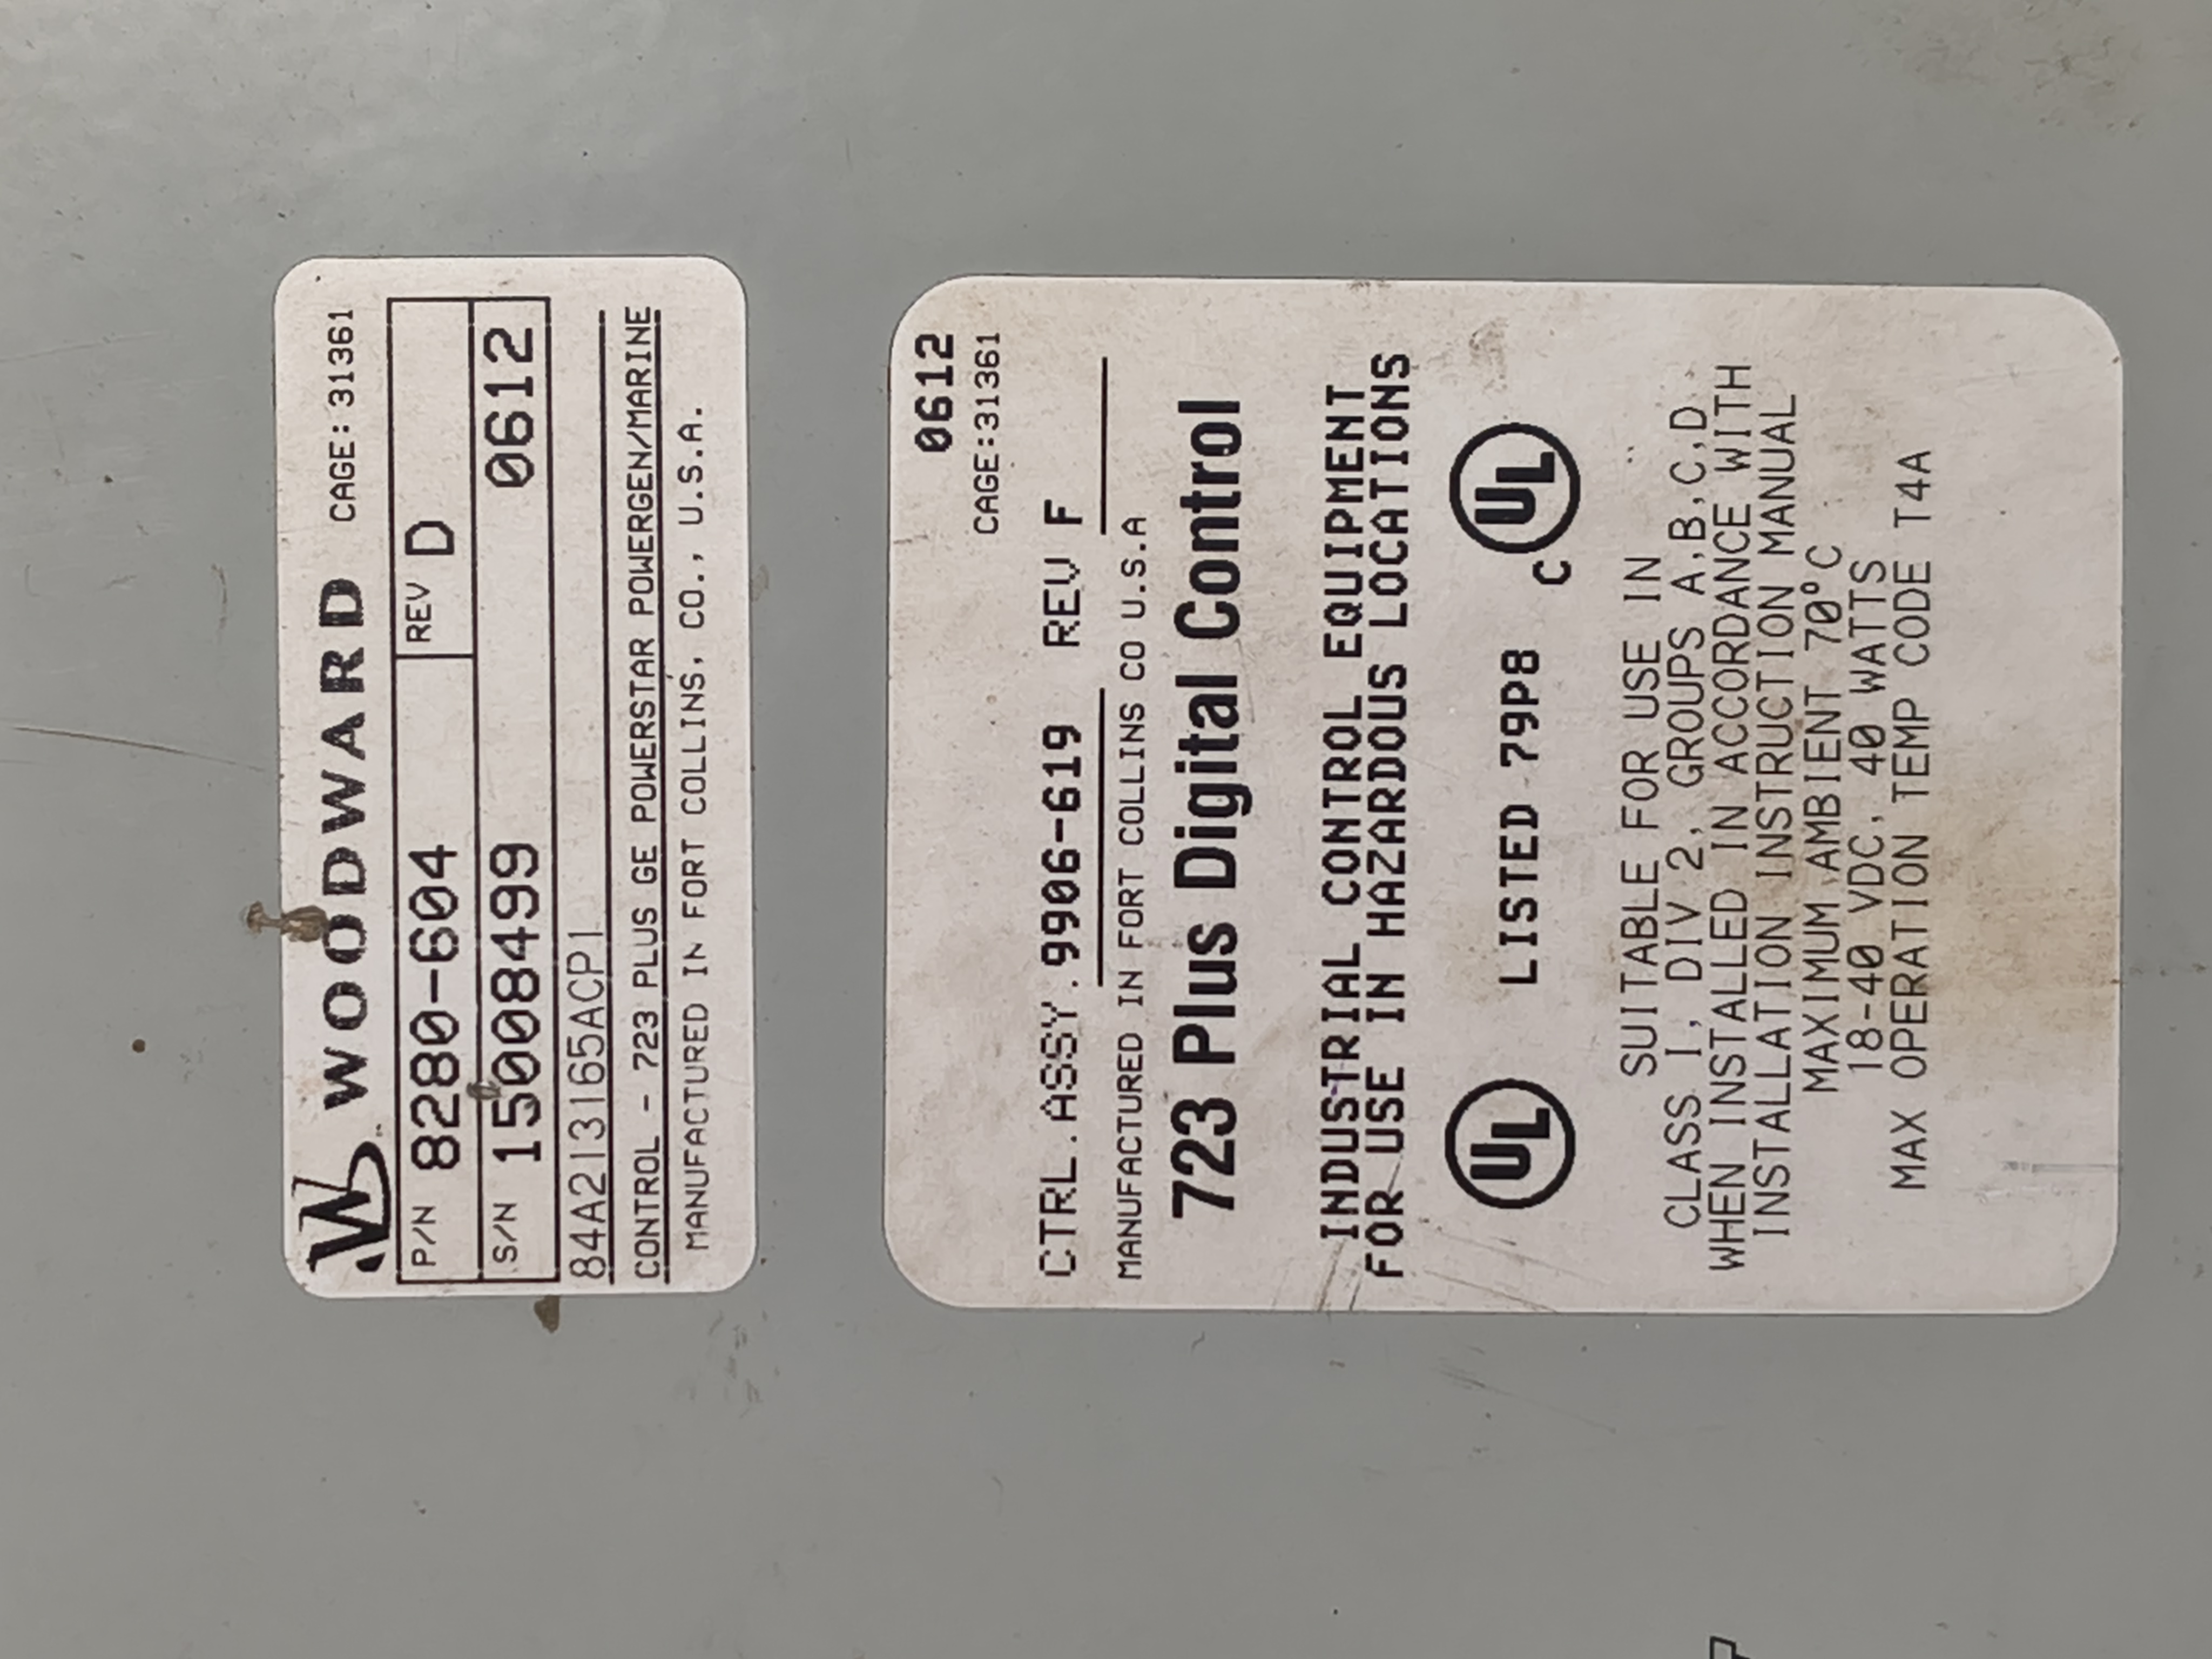 WOODWARD CAGE: 31361
P/N 8280-604 REV D
S/N 15008499 0612
84A213165ACP1
CONTROL - 723 PLUS GE POWERSTAR POWERGEN/MARINE
MANUFACTURED IN FORT COLLINS, CO., U.S.A.
0612
CAGE:31361
CTRL.ASSY. 9906-619 REV F
MANUFACTURED IN FORT COLLINS CO U.S.A
723 Plus Digital Control
INDUSTRIAL CONTROL EQUIPMENT
FOR USE IN HAZARDOUS LOCATIONS
UL LISTED 79P8 C UL
SUITABLE FOR USE IN
CLASS I, DIV 2, GROUPS A,B,C,D
WHEN INSTALLED IN ACCORDANCE WITH
INSTALLATION INSTRUCTION MANUAL
MAXIMUM AMBIENT 70°C
18-40 VDC, 40 WATTS
MAX OPERATION TEMP CODE T4A